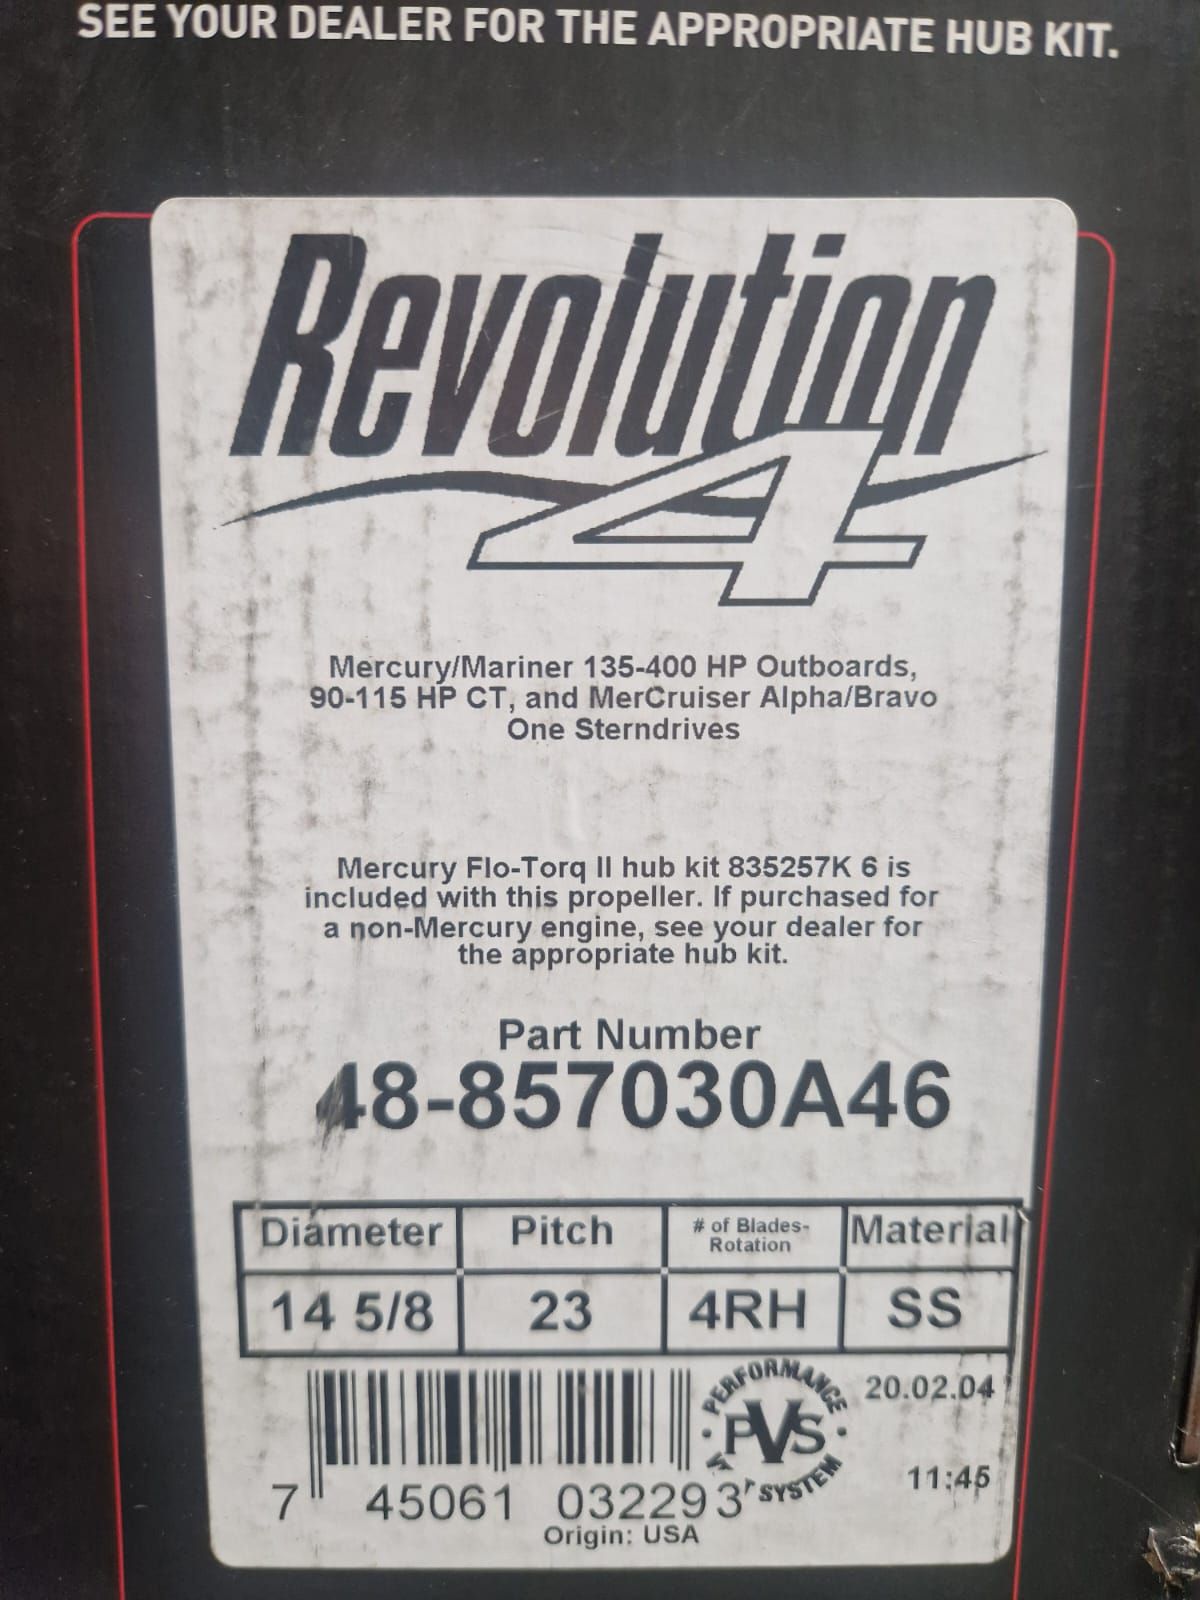 SEE YOUR DEALER FOR THE APPROPRIATE HUB KIT.
Revolution
4
Mercury/Mariner 135-400 HP Outboards,
90-115 HP CT, and MerCruiser Alpha/Bravo
One Sterndrives
Mercury Flo-Torq II hub kit 835257K 6 is
included with this propeller. If purchased for
a non-Mercury engine, see your dealer for
the appropriate hub kit.
Part Number
48-857030A46
Diameter Pitch # of Blades- Material
Rotation
14 5/8 23 4RH SS
PERFORMANCE
PVS
SYSTEM
20.02.04
11:45
7 45061 03229 3
Origin: USA